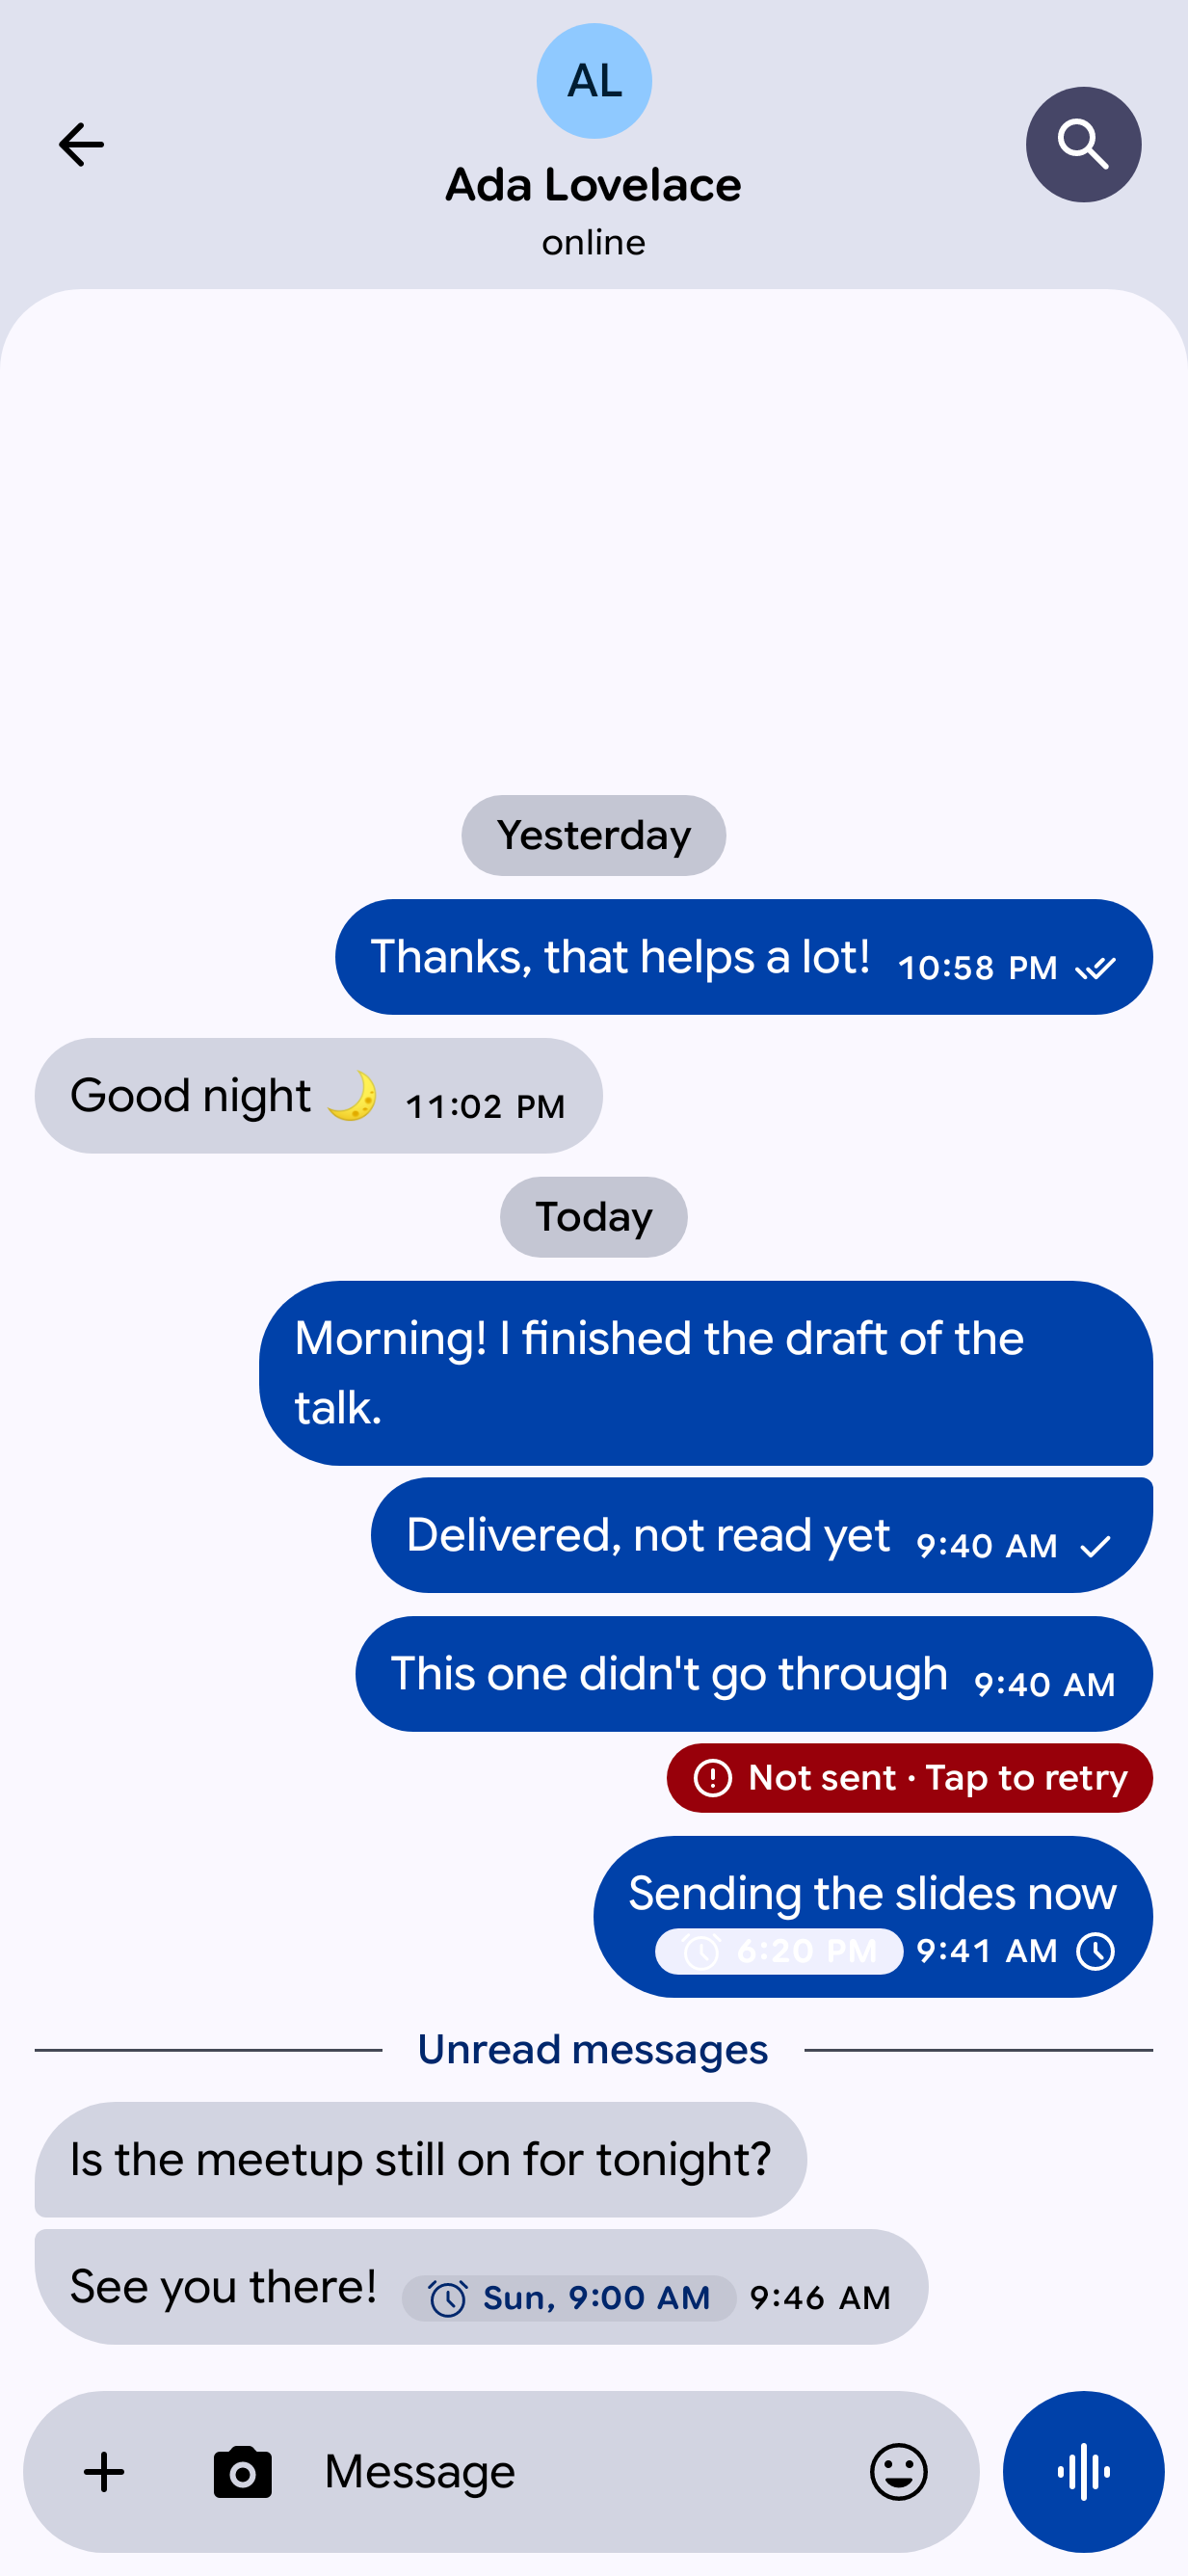 AL
Ada Lovelace
online
Yesterday
Thanks, that helps a lot! 10:58 PM
Good night 🌙 11:02 PM
Today
Morning! I finished the draft of the
talk.
Delivered, not read yet 9:40 AM
This one didn't go through 9:40 AM
Not sent · Tap to retry
Sending the slides now
6:20 PM 9:41 AM
Unread messages
Is the meetup still on for tonight?
See you there! Sun, 9:00 AM 9:46 AM
Message